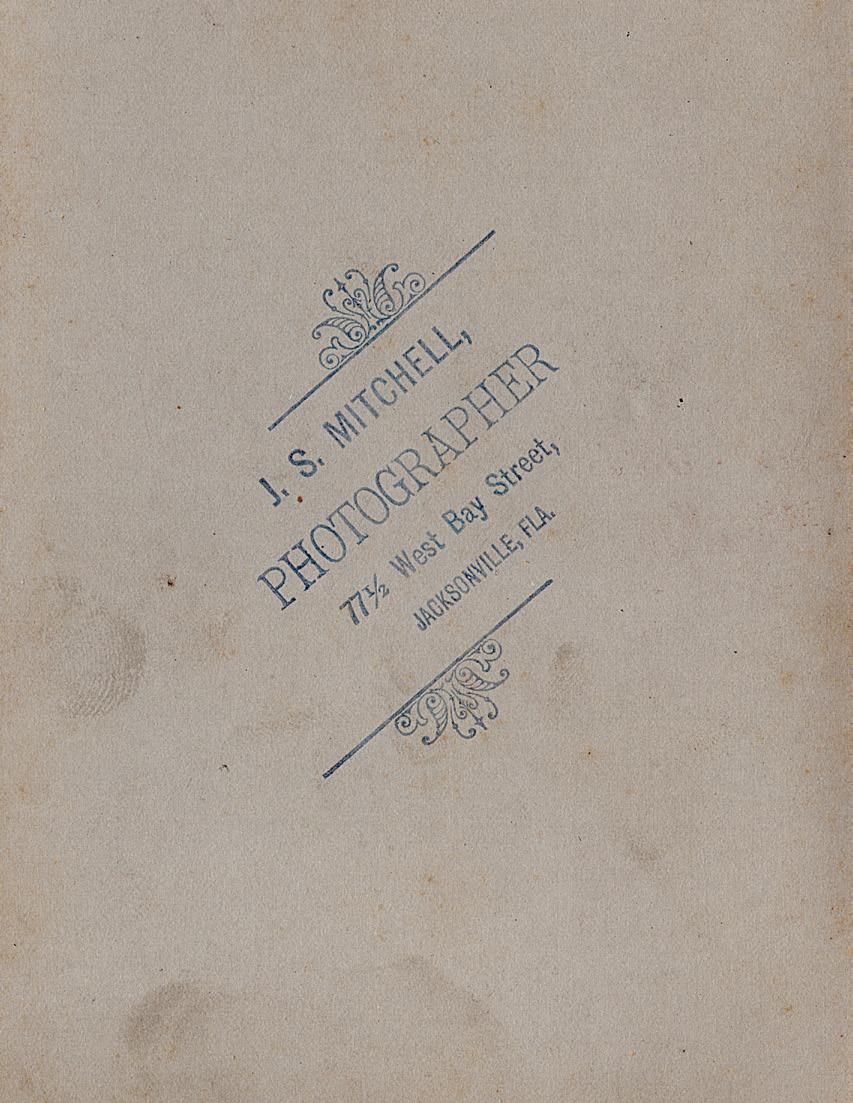 J. S. MITCHELL,
PHOTOGRAPHER
77½ West Bay Street,
JACKSONVILLE, FLA.